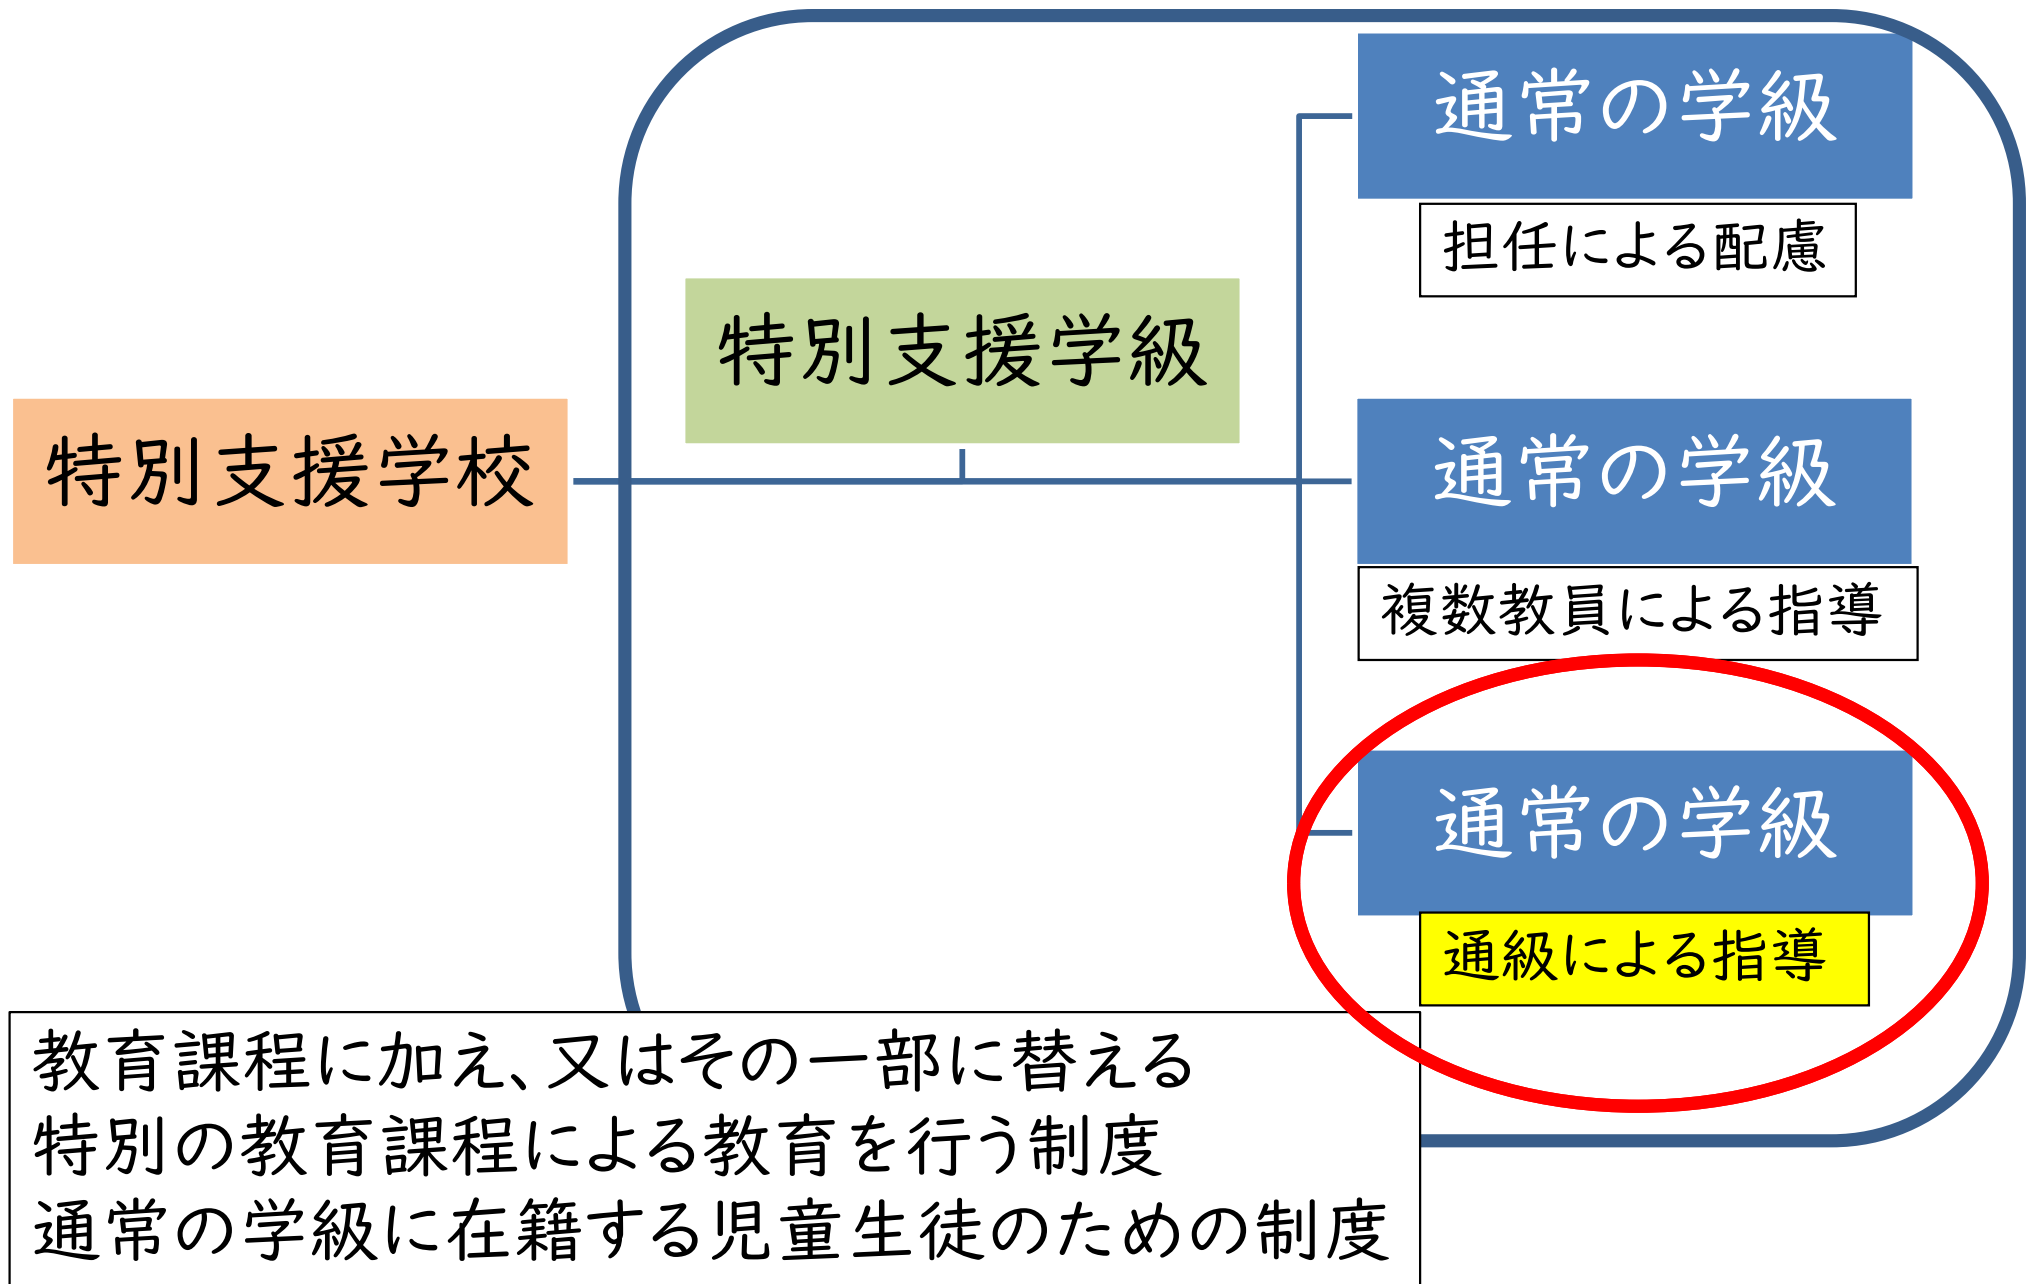 通常の学級
担任による配慮
特別支援学級
特別支援学校
通常の学級
複数教員による指導
通常の学級
通級による指導
教育課程に加え、又はその一部に替える
特別の教育課程による教育を行う制度
通常の学級に在籍する児童生徒のための制度